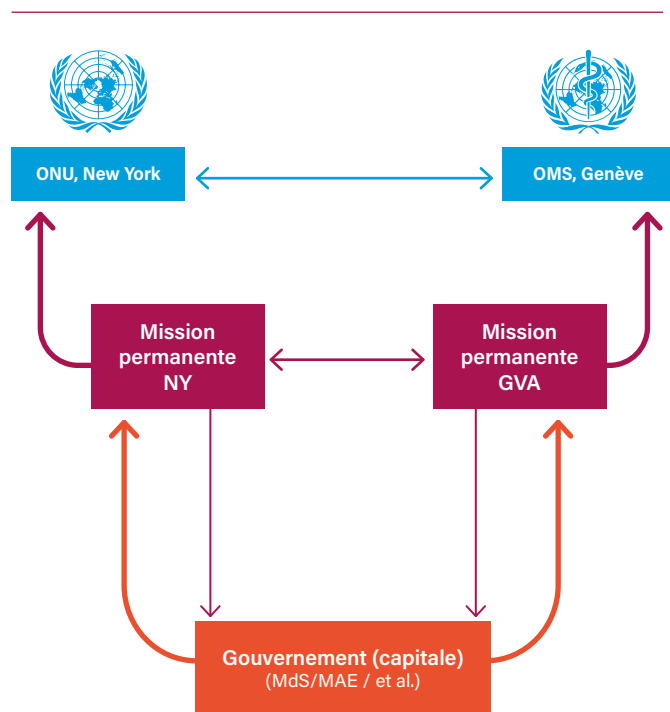 ONU, New York
OMS, Genève
Mission
permanente
NY
Mission
permanente
GVA
Gouvernement (capitale)
(MdS/MAE / et al.)